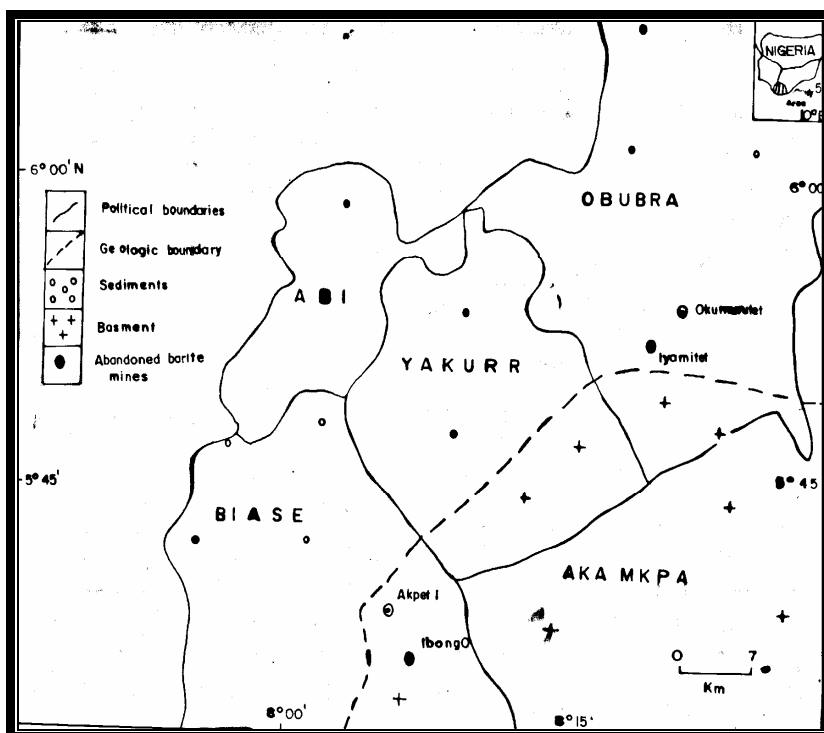 NIGERIA
5
Area
10°E
6°00'N
6°00
Political boundaries
Geologic boundary
Sediments
Basment
Abandoned barite
mines
OBUBRA
ABI
YAKURR
Iyamitet
5°45'
45
BIASE
AKAMKPA
Akpet 1
0 7
Km
8°00'
8°15'